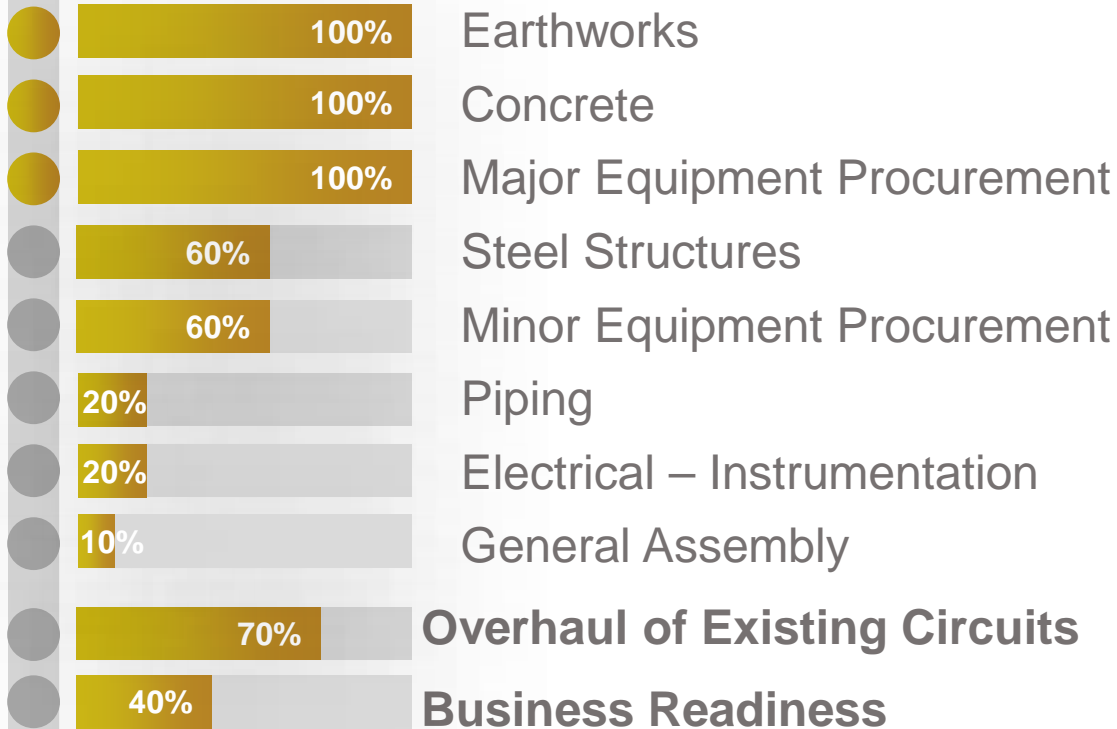 100% Earthworks
100% Concrete
100% Major Equipment Procurement
60% Steel Structures
60% Minor Equipment Procurement
20% Piping
20% Electrical – Instrumentation
10% General Assembly
70% Overhaul of Existing Circuits
40% Business Readiness